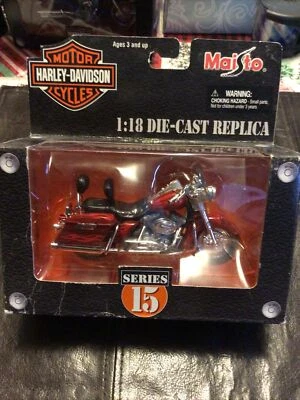 Ages 3 and up
MOTOR
HARLEY-DAVIDSON
CYCLES
Maisto
WARNING:
CHOKING HAZARD - Small parts.
Not for children under 3 years.
1:18 DIE-CAST REPLICA
SERIES
15